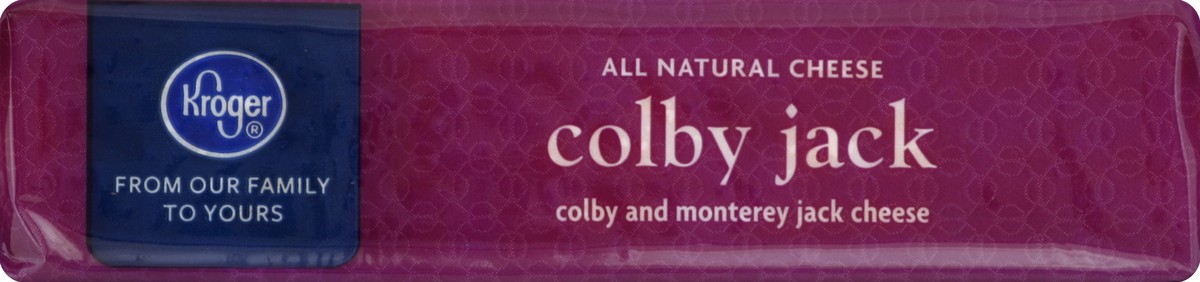 Kroger®
FROM OUR FAMILY
TO YOURS
ALL NATURAL CHEESE
colby jack
colby and monterey jack cheese